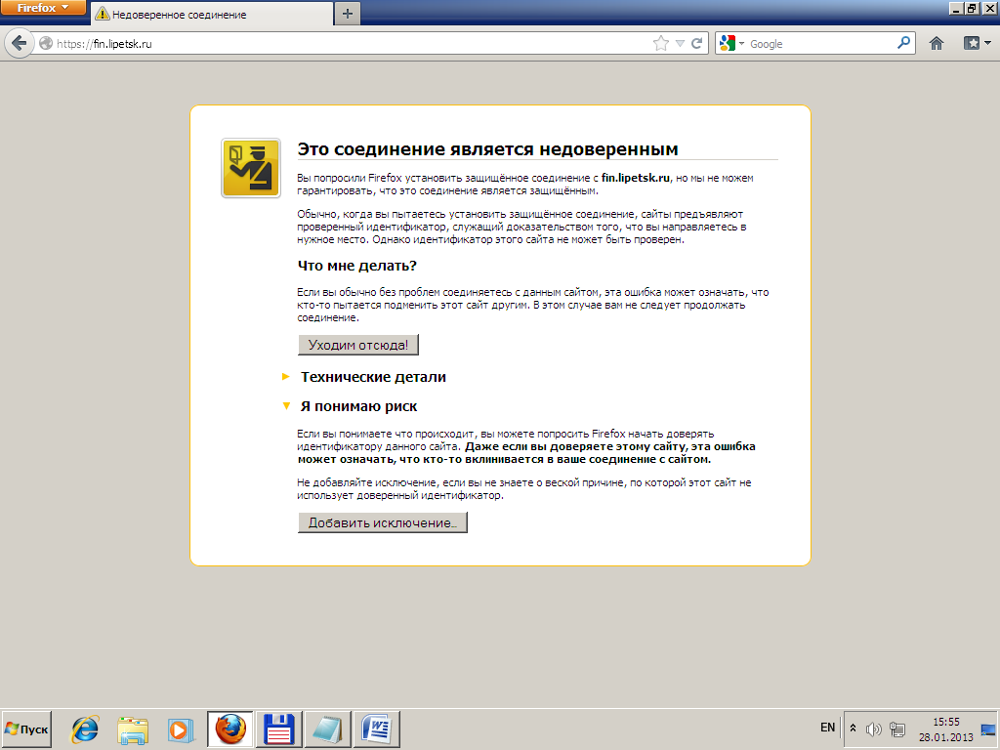 Firefox
Недоверенное соединение
https://fin.lipetsk.ru
Google
Это соединение является недоверенным
Вы попросили Firefox установить защищённое соединение с fin.lipetsk.ru, но мы не можем
гарантировать, что это соединение является защищённым.
Обычно, когда вы пытаетесь установить защищённое соединение, сайты предъявляют
проверенный идентификатор, служащий доказательством того, что вы направляетесь в
нужное место. Однако идентификатор этого сайта не может быть проверен.
Что мне делать?
Если вы обычно без проблем соединяетесь с данным сайтом, эта ошибка может означать, что
кто-то пытается подменить этот сайт другим. В этом случае вам не следует продолжать
соединение.
Уходим отсюда!
Технические детали
Я понимаю риск
Если вы понимаете что происходит, вы можете попросить Firefox начать доверять
идентификатору данного сайта. Даже если вы доверяете этому сайту, эта ошибка
может означать, что кто-то вклинивается в ваше соединение с сайтом.
Не добавляйте исключение, если вы не знаете о веской причине, по которой этот сайт не
использует доверенный идентификатор.
Добавить исключение…
Пуск
EN
15:55
28.01.2013